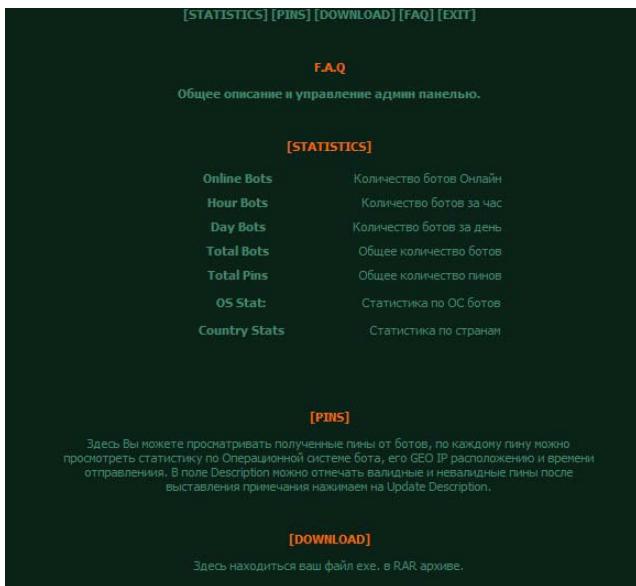 [STATISTICS] [PINS] [DOWNLOAD] [FAQ] [EXIT]
F.A.Q
Общее описание и управление админ панелью.
[STATISTICS]
Online Bots Количество ботов Онлайн
Hour Bots Количество ботов за час
Day Bots Количество ботов за день
Total Bots Общее количество ботов
Total Pins Общее количество пинов
OS Stat: Статистика по ОС ботов
Country Stats Статистика по странам
[PINS]
Здесь Вы можете просматривать полученные пины от ботов, по каждому пину можно
просмотреть статистику по Операционной системе бота, его GEO IP расположению и времени
отправлениия. В поле Description можно отмечать валидные и невалидные пины после
выставления примечания нажимаем на Update Description.
[DOWNLOAD]
Здесь находиться ваш файл exe. в RAR архиве.